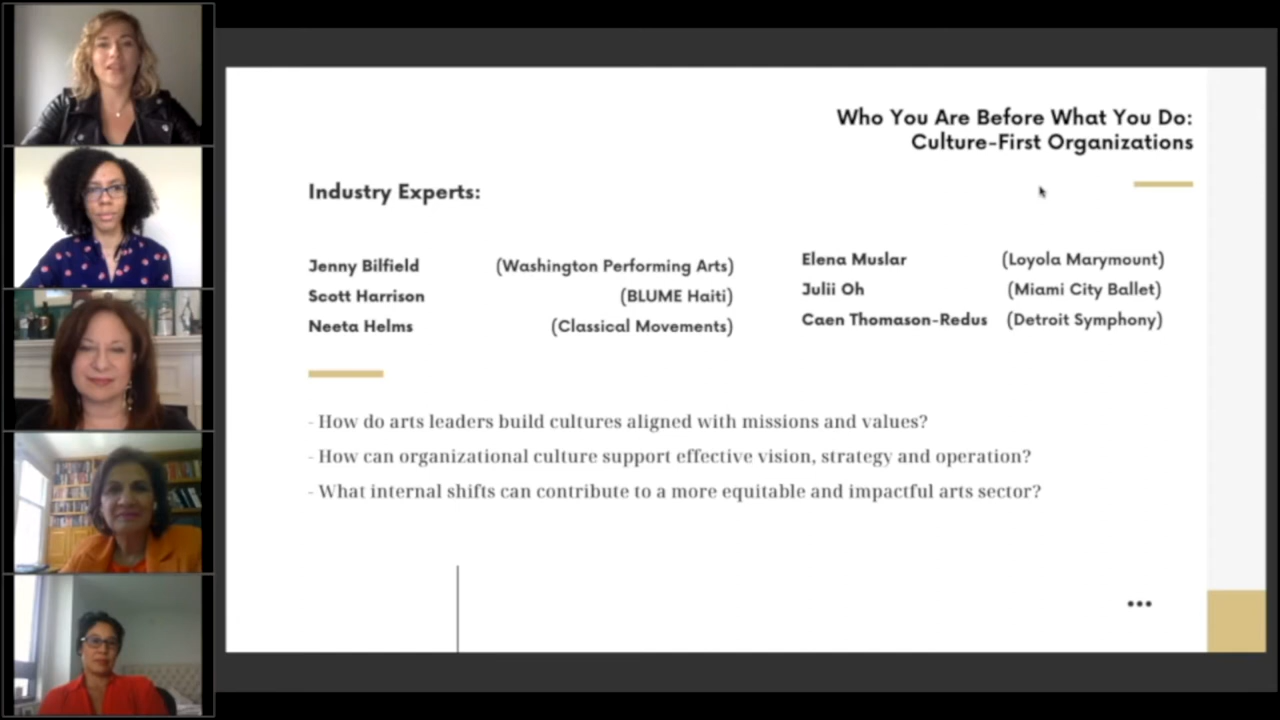 Who You Are Before What You Do:
Culture-First Organizations
Industry Experts:
Jenny Bilfield (Washington Performing Arts)
Scott Harrison (BLUME Haiti)
Neeta Helms (Classical Movements)
Elena Muslar (Loyola Marymount)
Julii Oh (Miami City Ballet)
Caen Thomason-Redus (Detroit Symphony)
- How do arts leaders build cultures aligned with missions and values?
- How can organizational culture support effective vision, strategy and operation?
- What internal shifts can contribute to a more equitable and impactful arts sector?